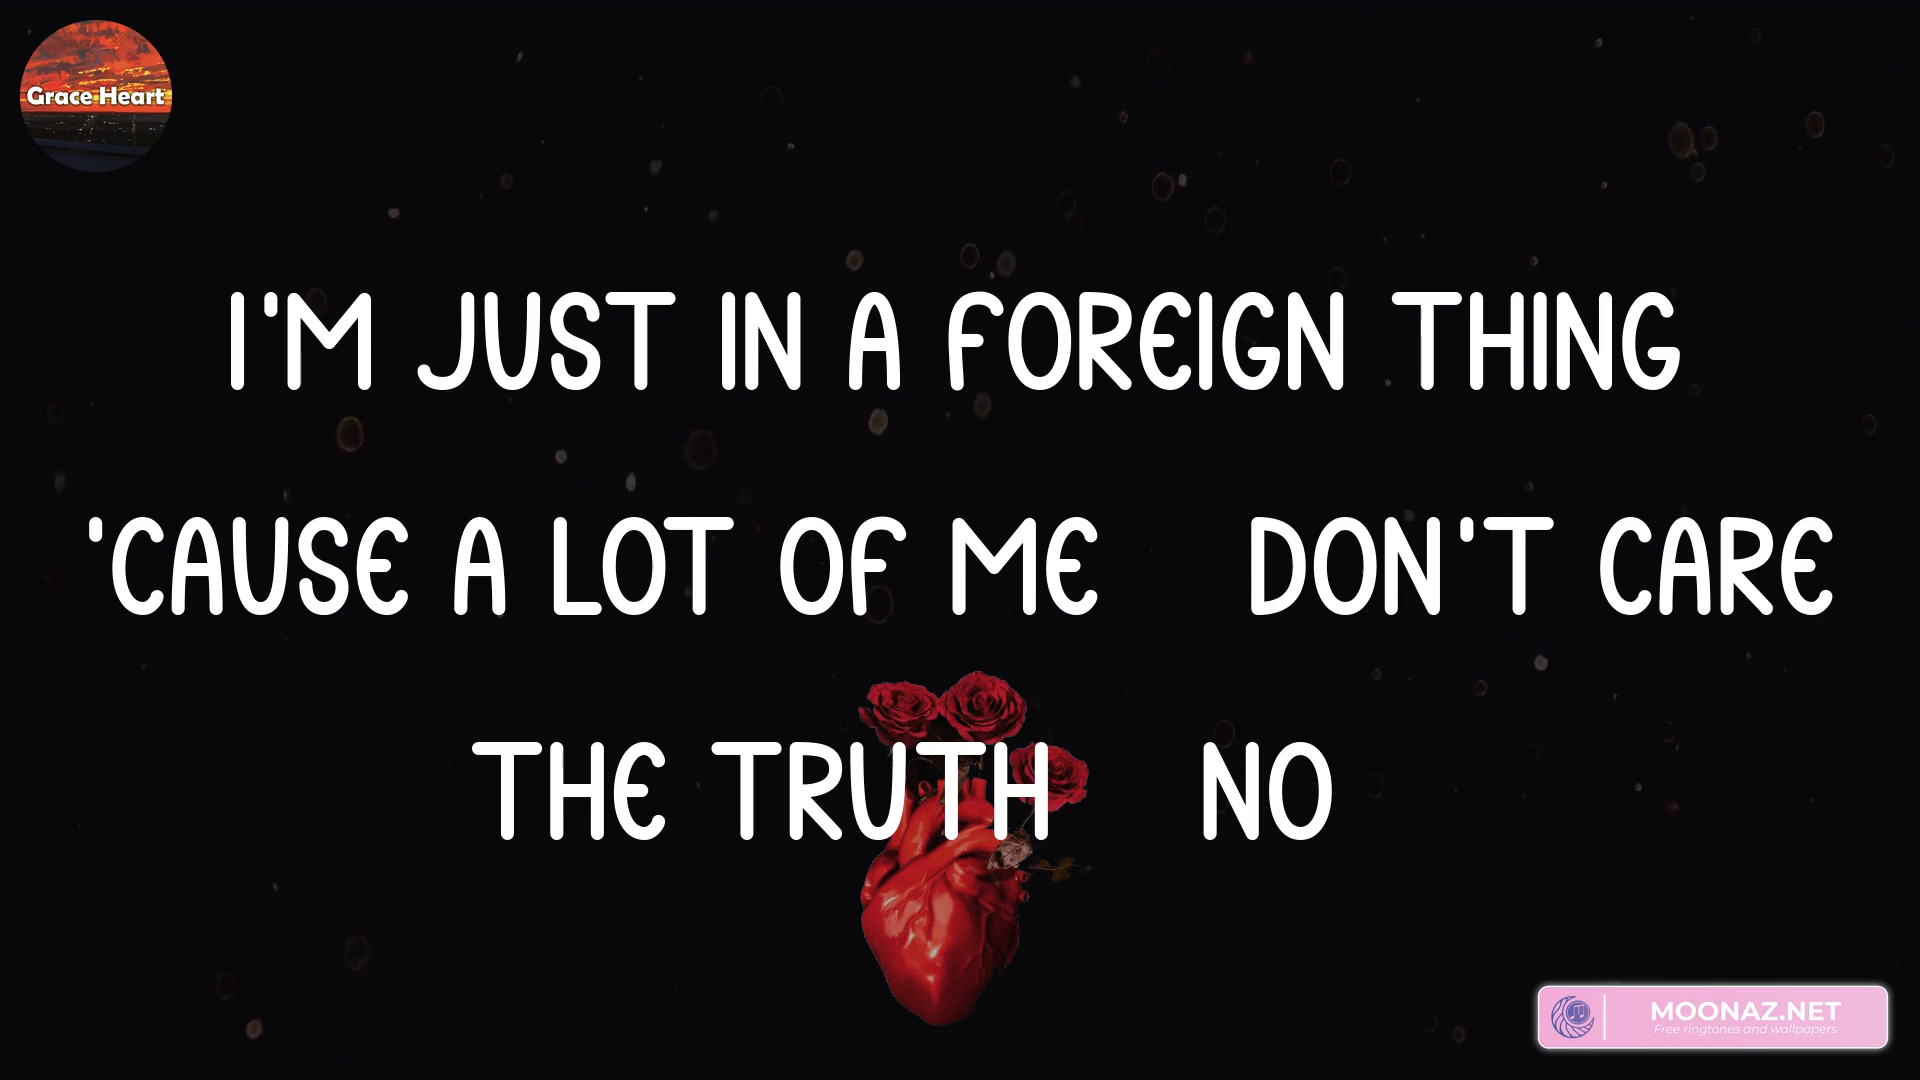 Grace Heart
I'M JUST IN A FOREIGN THING
'CAUSE A LOT OF ME DON'T CARE
THE TRUTH NO
MOONAZ.NET
Free ringtones and wallpapers